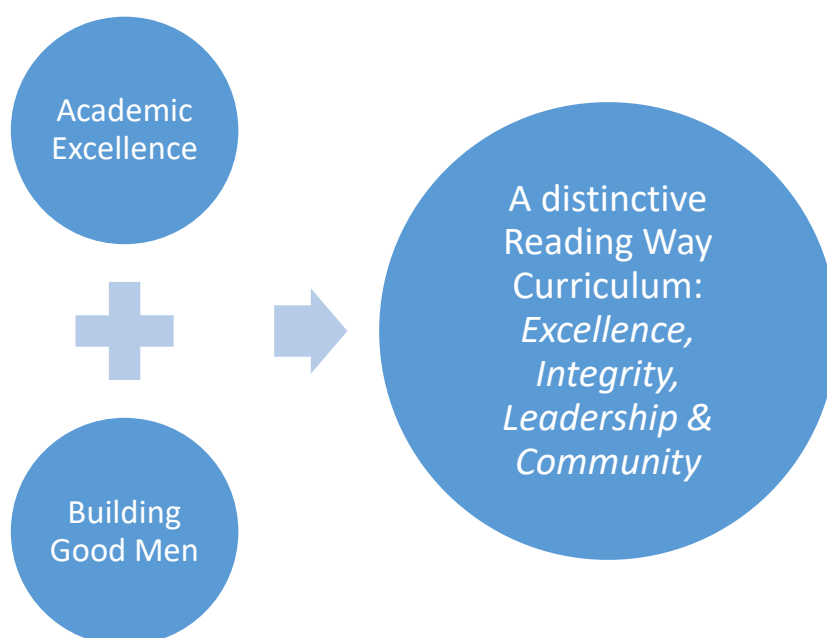 Academic
Excellence
Building
Good Men
A distinctive
Reading Way
Curriculum:
Excellence,
Integrity,
Leadership &
Community